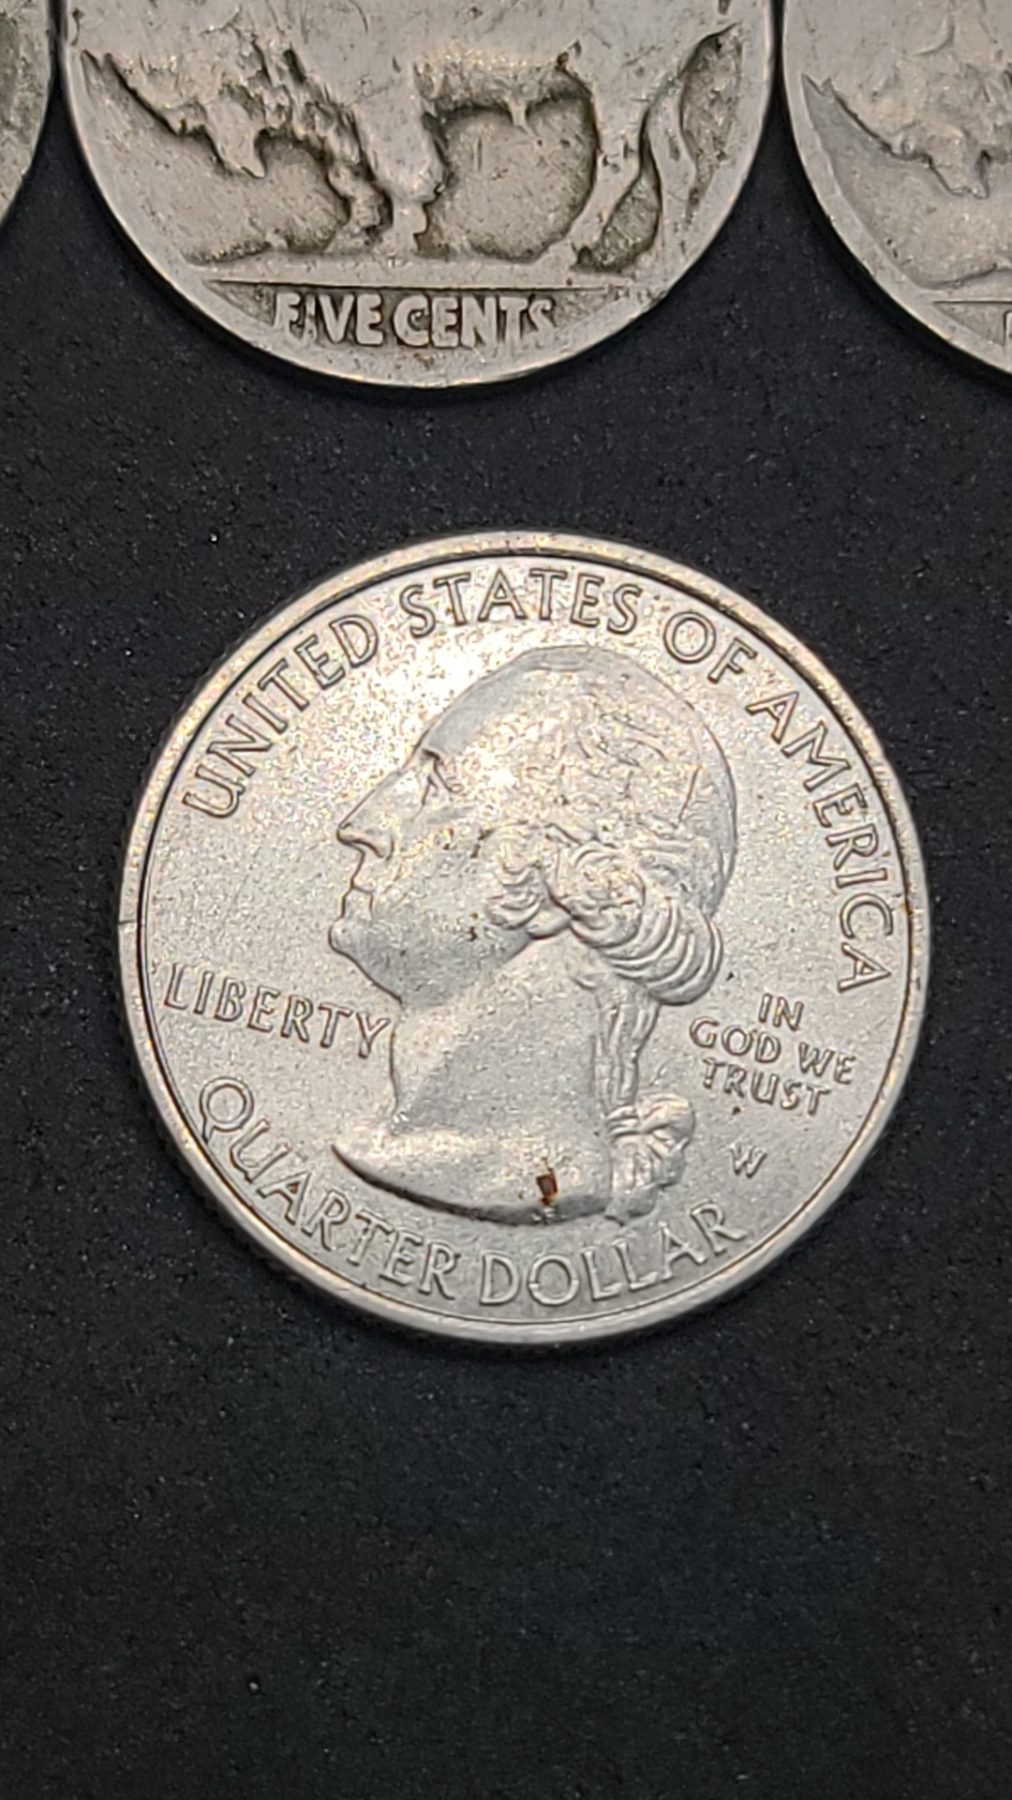 FIVE CENTS
UNITED STATES OF AMERICA
LIBERTY
IN
GOD WE
TRUST
W
QUARTER DOLLAR